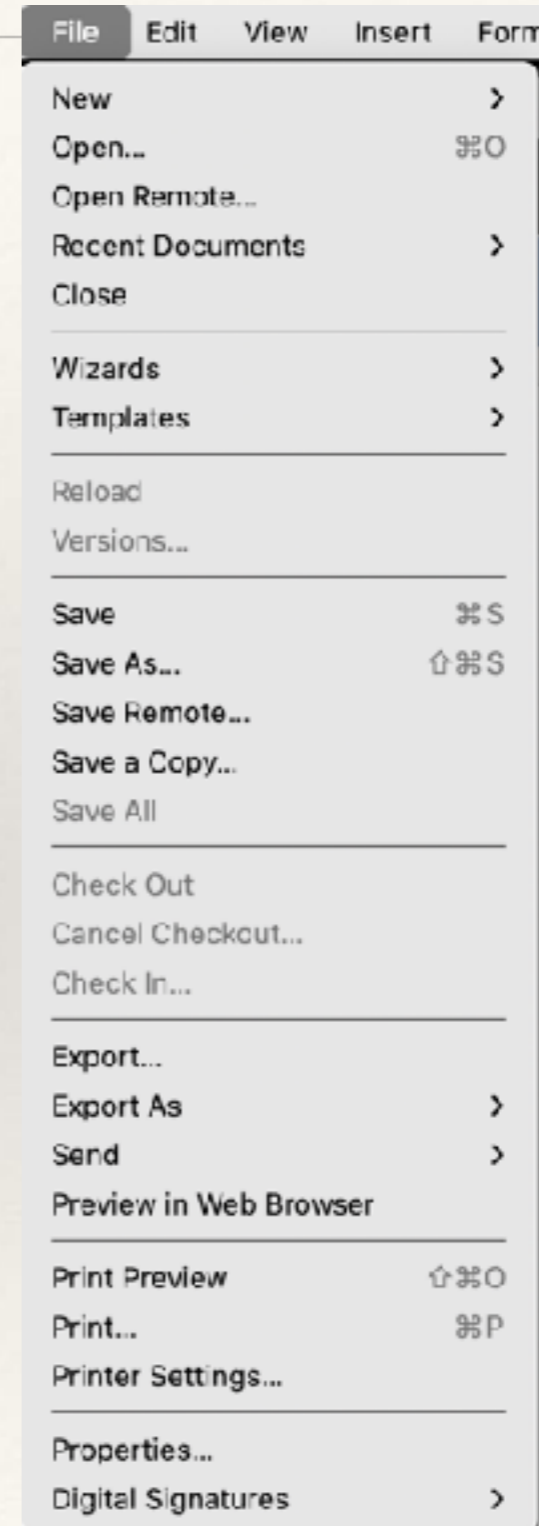 File Edit View Insert Form
New >
Open... ⌘O
Open Remote...
Recent Documents >
Close
Wizards >
Templates >
Reload
Versions...
Save ⌘S
Save As... ⇧⌘S
Save Remote...
Save a Copy...
Save All
Check Out
Cancel Checkout...
Check In...
Export...
Export As >
Send >
Preview in Web Browser
Print Preview ⇧⌘O
Print... ⌘P
Printer Settings...
Properties...
Digital Signatures >